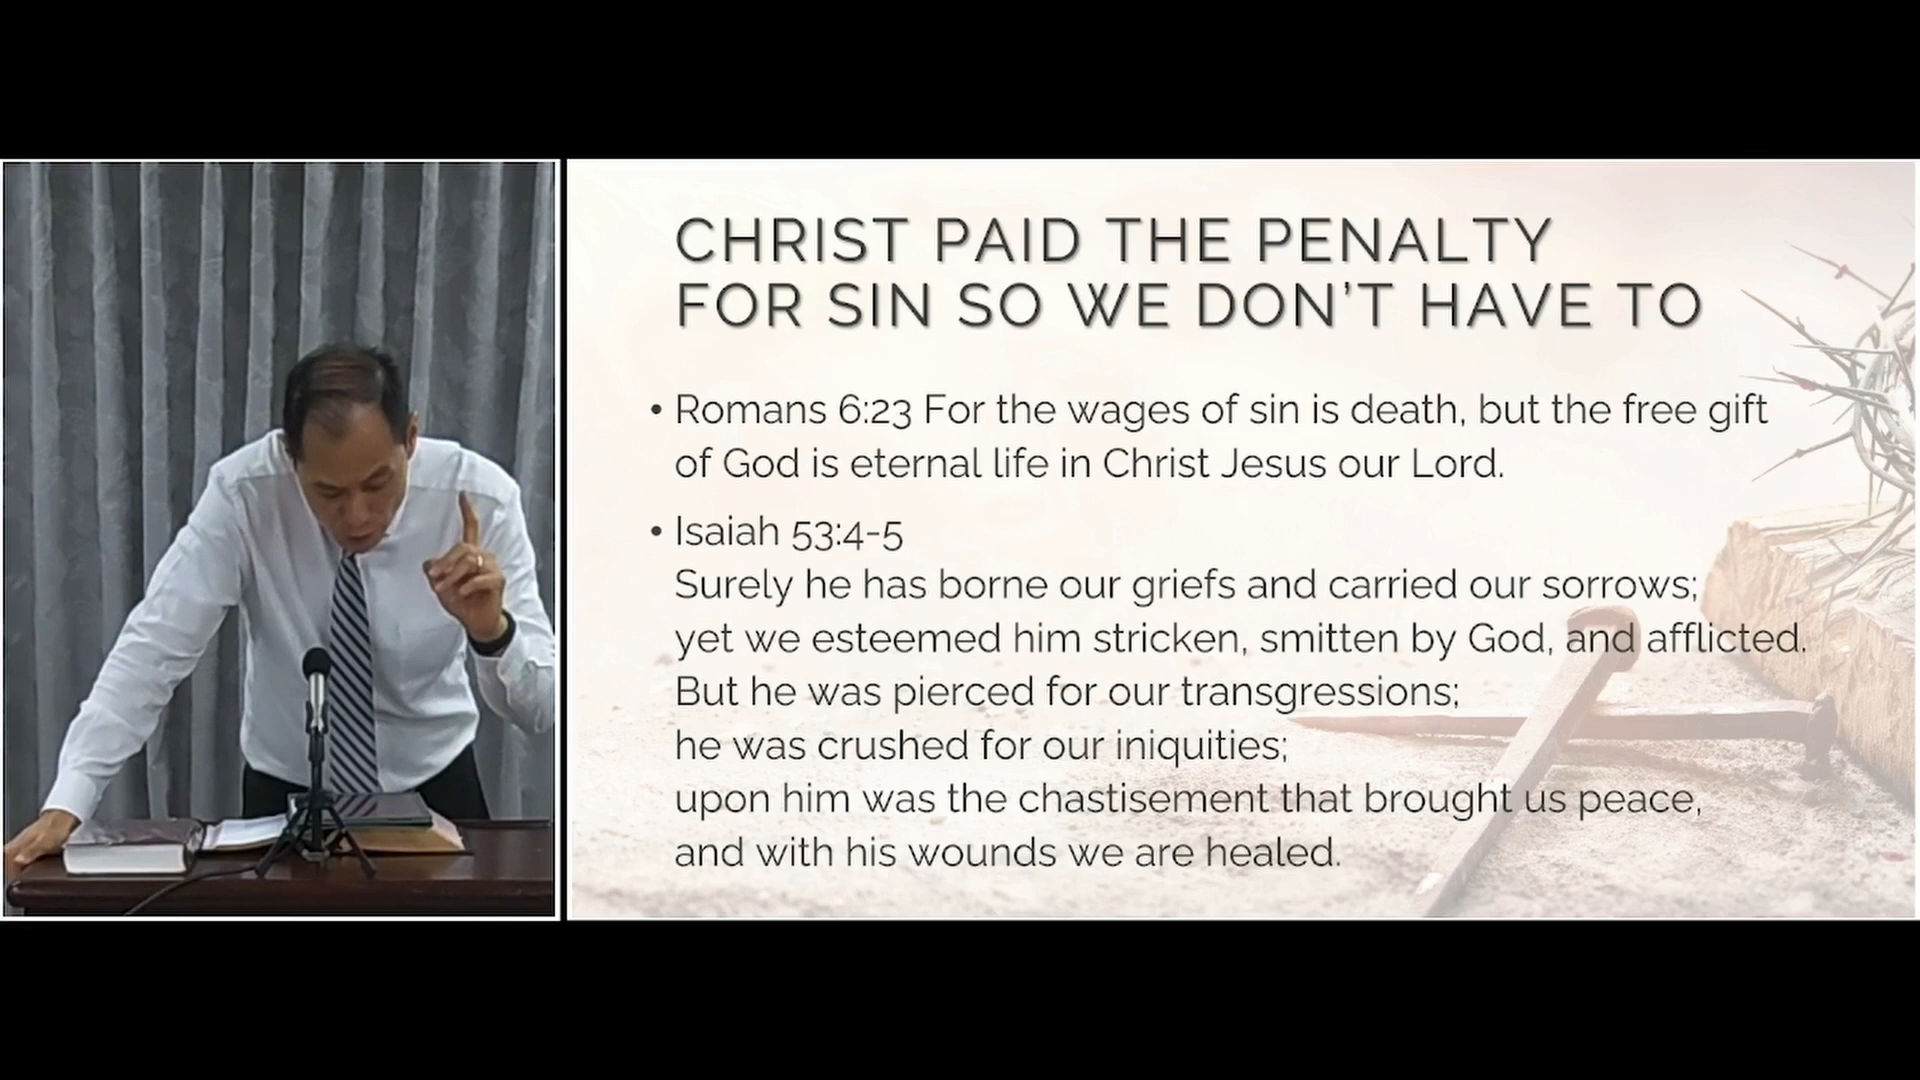 CHRIST PAID THE PENALTY
FOR SIN SO WE DON'T HAVE TO
• Romans 6:23 For the wages of sin is death, but the free gift
of God is eternal life in Christ Jesus our Lord.
• Isaiah 53:4-5
Surely he has borne our griefs and carried our sorrows;
yet we esteemed him stricken, smitten by God, and afflicted.
But he was pierced for our transgressions;
he was crushed for our iniquities;
upon him was the chastisement that brought us peace,
and with his wounds we are healed.